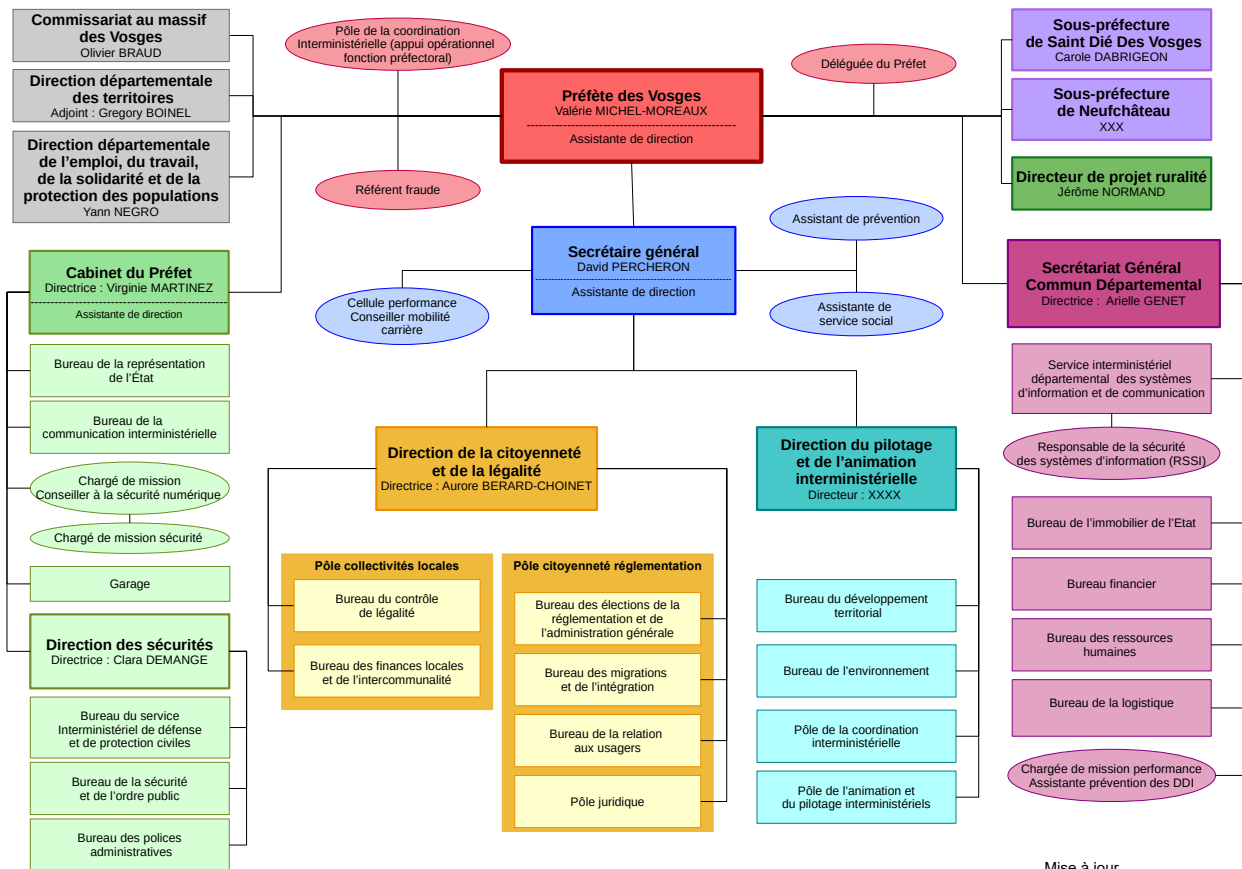 Commissariat au massif
des Vosges
Olivier BRAUD
Direction départementale
des territoires
Adjoint : Gregory BOINEL
Direction départementale
de l'emploi, du travail,
de la solidarité et de la
protection des populations
Yann NEGRO
Pôle de la coordination
Interministérielle (appui opérationnel
fonction préfectoral)
Référent fraude
Préfète des Vosges
Valérie MICHEL-MOREAUX
Assistante de direction
Déléguée du Préfet
Sous-préfecture
de Saint Dié Des Vosges
Carole DABRIGEON
Sous-préfecture
de Neufchâteau
XXX
Directeur de projet ruralité
Jérôme NORMAND
Cabinet du Préfet
Directrice : Virginie MARTINEZ
Assistante de direction
Secrétaire général
David PERCHERON
Assistante de direction
Cellule performance
Conseiller mobilité
carrière
Assistant de prévention
Assistante de
service social
Secrétariat Général
Commun Départemental
Directrice : Arielle GENET
Bureau de la représentation
de l'État
Bureau de la
communication interministérielle
Chargé de mission
Conseiller à la sécurité numérique
Chargé de mission sécurité
Garage
Direction des sécurités
Directrice : Clara DEMANGE
Bureau du service
Interministériel de défense
et de protection civiles
Bureau de la sécurité
et de l'ordre public
Bureau des polices
administratives
Direction de la citoyenneté
et de la légalité
Directrice : Aurore BERARD-CHOINET
Pôle collectivités locales
Bureau du contrôle
de légalité
Bureau des finances locales
et de l'intercommunalité
Pôle citoyenneté réglementation
Bureau des élections de la
réglementation et de
l'administration générale
Bureau des migrations
et de l'intégration
Bureau de la relation
aux usagers
Pôle juridique
Direction du pilotage
et de l'animation
interministérielle
Directeur : XXXX
Bureau du développement
territorial
Bureau de l'environnement
Pôle de la coordination
interministérielle
Pôle de l'animation et
du pilotage interministériels
Service interministériel
départemental des systèmes
d'information et de communication
Responsable de la sécurité
des systèmes d'information (RSSI)
Bureau de l'immobilier de l'Etat
Bureau financier
Bureau des ressources
humaines
Bureau de la logistique
Chargée de mission performance
Assistante prévention des DDI
Mise à jour